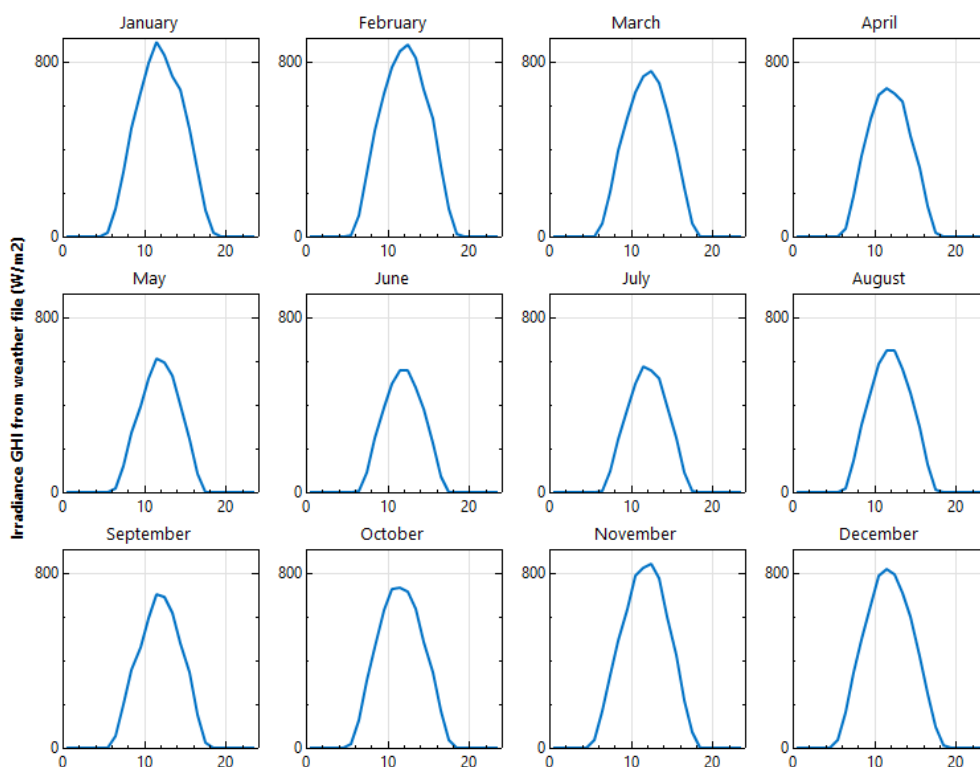 January February March April
800 800 800 800
0 0 0 0
0 10 20 0 10 20 0 10 20 0 10 20
Irradiance GHI from weather file (W/m2)
May June July August
800 800 800 800
0 0 0 0
0 10 20 0 10 20 0 10 20 0 10 20
September October November December
800 800 800 800
0 0 0 0
0 10 20 0 10 20 0 10 20 0 10 20